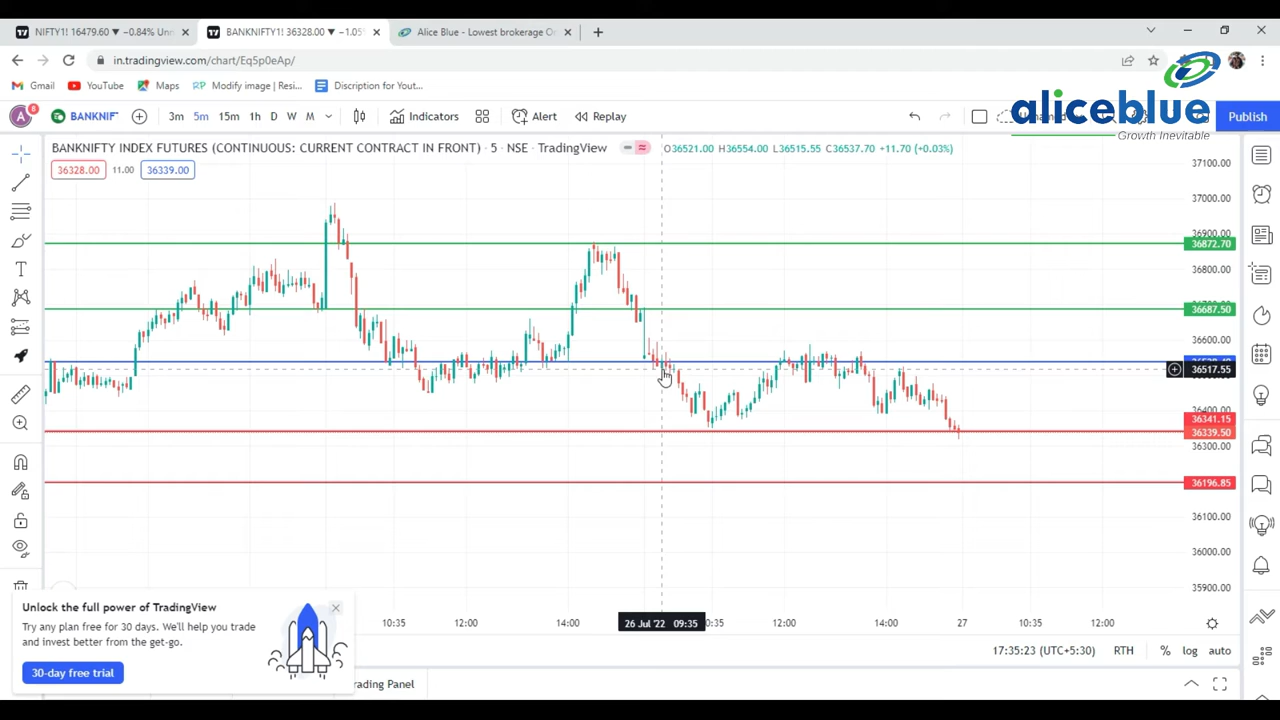 NIFTY1! 16479.60 ▼ −0.84% Unn
BANKNIFTY1! 36328.00 ▼ −1.05%
Alice Blue - Lowest brokerage On
in.tradingview.com/chart/Eq5p0eAp/
Gmail
YouTube
Maps
Modify image | Resi...
Discription for Yout...
aliceblue
Growth Inevitable
A
8
BANKNIF
3m
5m
15m
1h
D
W
M
Indicators
Alert
Replay
Publish
BANKNIFTY INDEX FUTURES (CONTINUOUS: CURRENT CONTRACT IN FRONT) · 5 · NSE · TradingView
O36521.00 H36554.00 L36515.55 C36537.70 +11.70 (+0.03%)
36328.00
11.00
36339.00
37100.00
37000.00
36900.00
36872.70
36800.00
36687.50
36600.00
36517.55
36400.00
36341.15
36339.50
36300.00
36196.85
36100.00
36000.00
35900.00
Unlock the full power of TradingView
Try any plan free for 30 days. We'll help you trade
and invest better from the get-go.
30-day free trial
10:35
12:00
14:00
26 Jul '22 09:35
0:35
12:00
14:00
27
10:35
12:00
17:35:23 (UTC+5:30)
RTH
%
log
auto
rading Panel